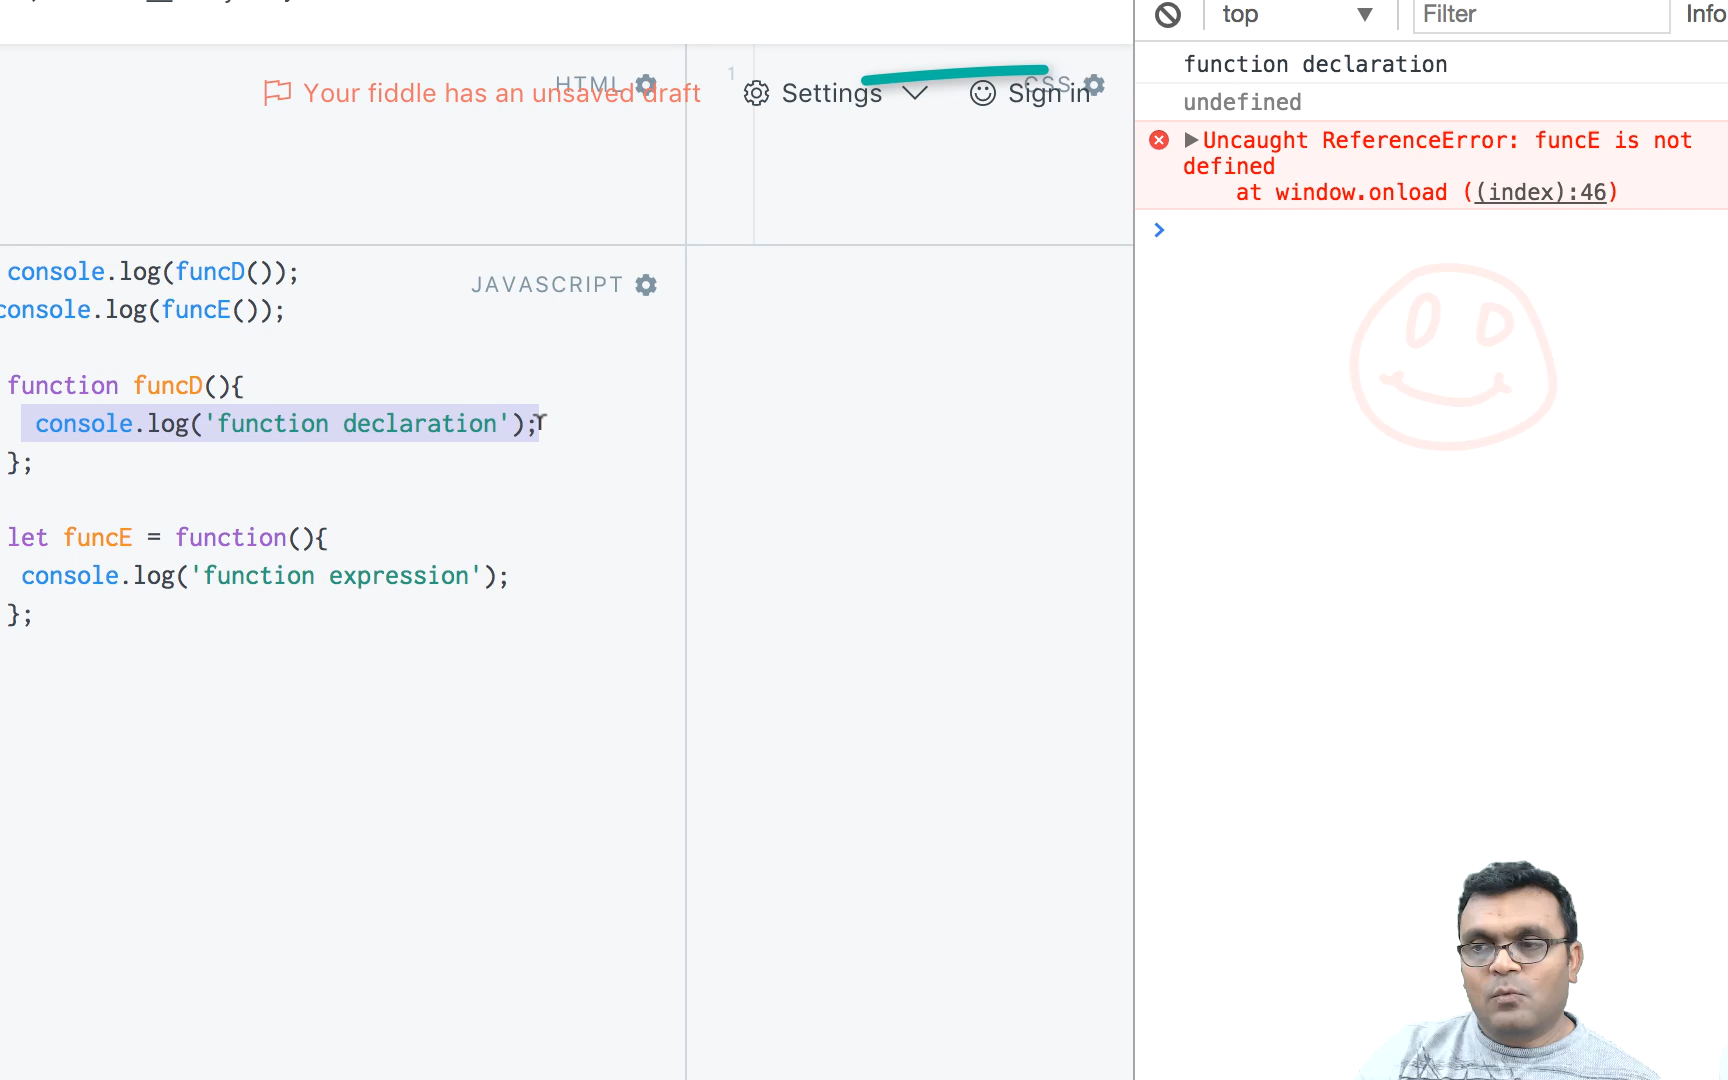 top
Filter
Info
HTML
Your fiddle has an unsaved draft
1
Settings
CSS
Sign in
function declaration
undefined
Uncaught ReferenceError: funcE is not
defined
at window.onload ((index):46)
JAVASCRIPT
console.log(funcD());
console.log(funcE());
function funcD(){
console.log('function declaration');
};
let funcE = function(){
console.log('function expression');
};